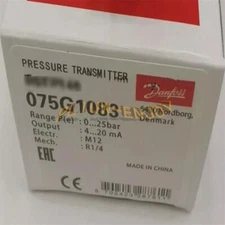 Danfoss
PRESSURE TRANSMITTER
075G1083
Nordborg,
Denmark
Range P(e) : 0...25bar
Output : 4...20 mA
Electr. : M12
Mech. : R1/4
EAC
MADE IN CHINA